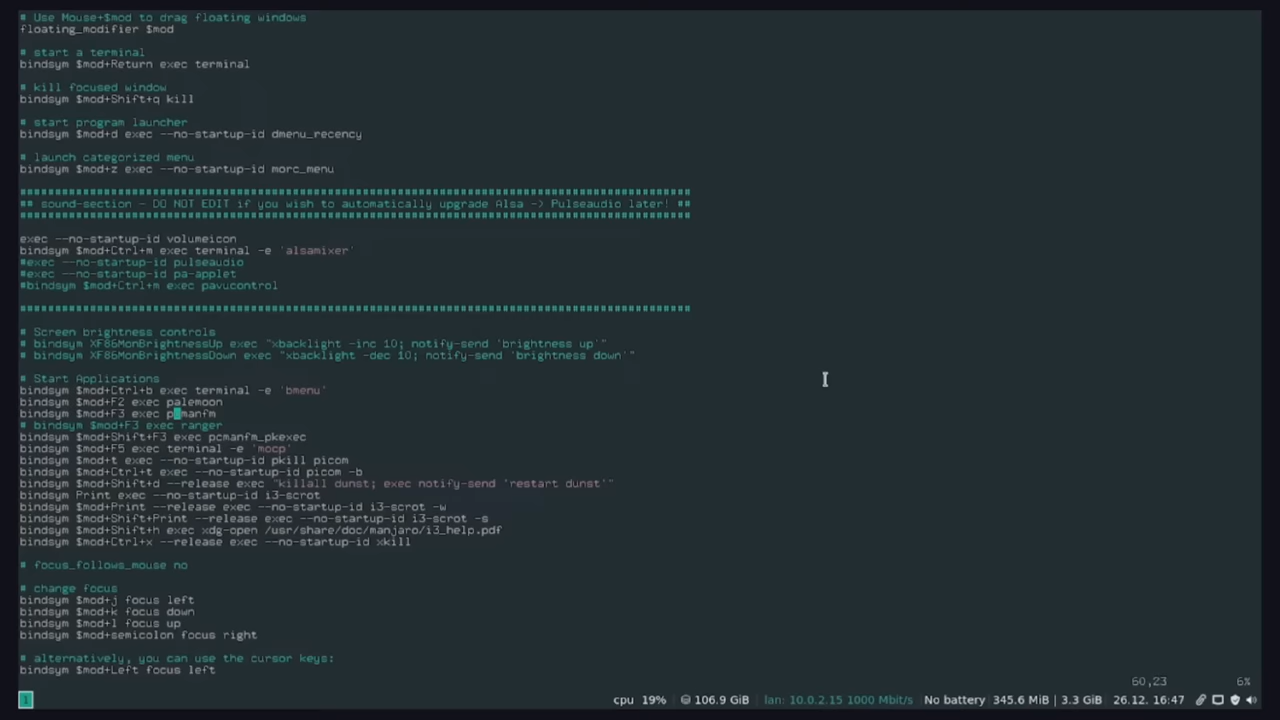 # Use Mouse+$mod to drag floating windows
floating_modifier $mod
# start a terminal
bindsym $mod+Return exec terminal
# kill focused window
bindsym $mod+Shift+q kill
# start program launcher
bindsym $mod+d exec --no-startup-id dmenu_recency
# launch categorized menu
bindsym $mod+z exec --no-startup-id morc_menu
################################################################################################
## sound-section - DO NOT EDIT if you wish to automatically upgrade Alsa -> Pulseaudio later! ##
################################################################################################
exec --no-startup-id volumeicon
bindsym $mod+Ctrl+m exec terminal -e 'alsamixer'
#exec --no-startup-id pulseaudio
#exec --no-startup-id pa-applet
#bindsym $mod+Ctrl+m exec pavucontrol
################################################################################################
# Screen brightness controls
# bindsym XF86MonBrightnessUp exec "xbacklight -inc 10; notify-send 'brightness up'"
# bindsym XF86MonBrightnessDown exec "xbacklight -dec 10; notify-send 'brightness down'"
# Start Applications
bindsym $mod+Ctrl+b exec terminal -e 'bmenu'
bindsym $mod+F2 exec palemoon
bindsym $mod+F3 exec pcmanfm
# bindsym $mod+F3 exec ranger
bindsym $mod+Shift+F3 exec pcmanfm_pkexec
bindsym $mod+F5 exec terminal -e 'mocp'
bindsym $mod+t exec --no-startup-id pkill picom
bindsym $mod+Ctrl+t exec --no-startup-id picom -b
bindsym $mod+Shift+d --release exec "killall dunst; exec notify-send 'restart dunst'"
bindsym Print exec --no-startup-id i3-scrot
bindsym $mod+Print --release exec --no-startup-id i3-scrot -w
bindsym $mod+Shift+Print --release exec --no-startup-id i3-scrot -s
bindsym $mod+Shift+h exec xdg-open /usr/share/doc/manjaro/i3_help.pdf
bindsym $mod+Ctrl+x --release exec --no-startup-id xkill
# focus_follows_mouse no
# change focus
bindsym $mod+j focus left
bindsym $mod+k focus down
bindsym $mod+l focus up
bindsym $mod+semicolon focus right
# alternatively, you can use the cursor keys:
bindsym $mod+Left focus left
60,23 6%
1 cpu 19% 106.9 GiB lan: 10.0.2.15 1000 Mbit/s No battery 345.6 MiB | 3.3 GiB 26.12. 16:47